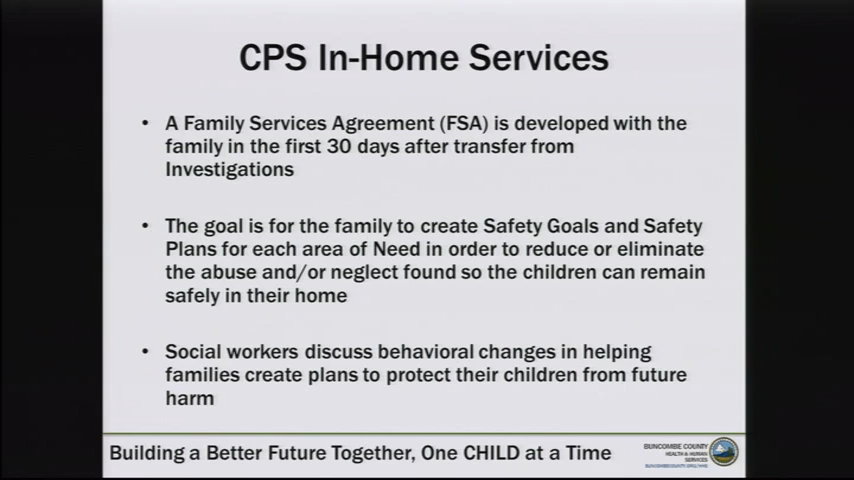 CPS In-Home Services
• A Family Services Agreement (FSA) is developed with the
family in the first 30 days after transfer from
Investigations
• The goal is for the family to create Safety Goals and Safety
Plans for each area of Need in order to reduce or eliminate
the abuse and/or neglect found so the children can remain
safely in their home
• Social workers discuss behavioral changes in helping
families create plans to protect their children from future
harm
Building a Better Future Together, One CHILD at a Time
BUNCOMBE COUNTY
HEALTH & HUMAN
SERVICES